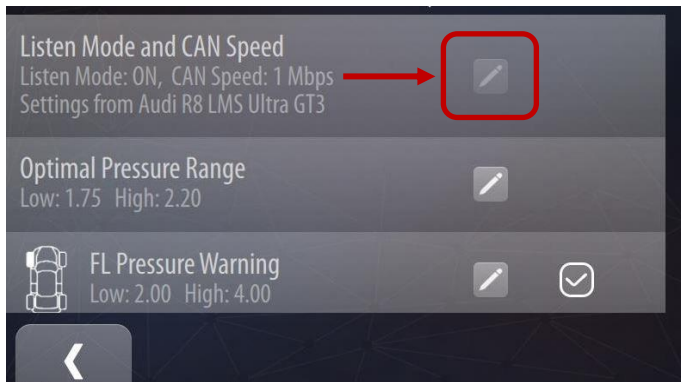 Listen Mode and CAN Speed
Listen Mode: ON, CAN Speed: 1 Mbps
Settings from Audi R8 LMS Ultra GT3
Optimal Pressure Range
Low: 1.75 High: 2.20
FL Pressure Warning
Low: 2.00 High: 4.00